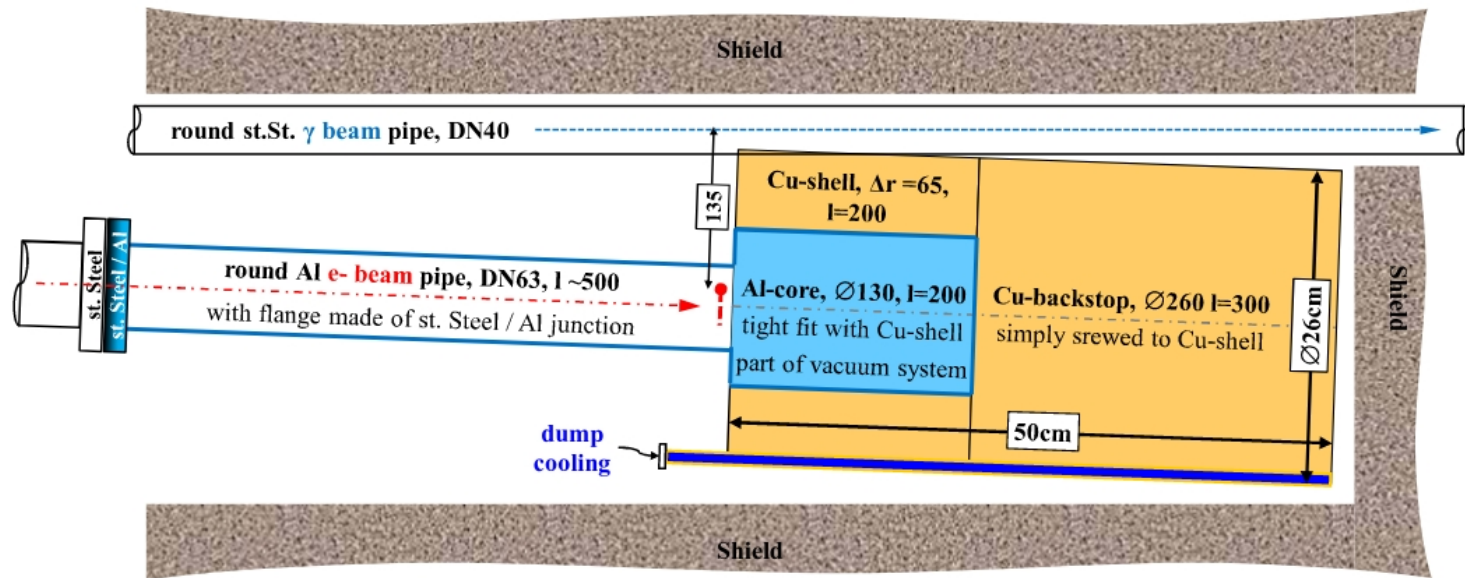 Shield
round st.St. γ beam pipe, DN40
Cu-shell, Δr =65,
l=200
135
st. Steel
st. Steel / Al
round Al e- beam pipe, DN63, l ~500
with flange made of st. Steel / Al junction
Al-core, ∅130, l=200
tight fit with Cu-shell
part of vacuum system
Cu-backstop, ∅260 l=300
simply srewed to Cu-shell
∅26cm
Shield
50cm
dump
cooling
Shield